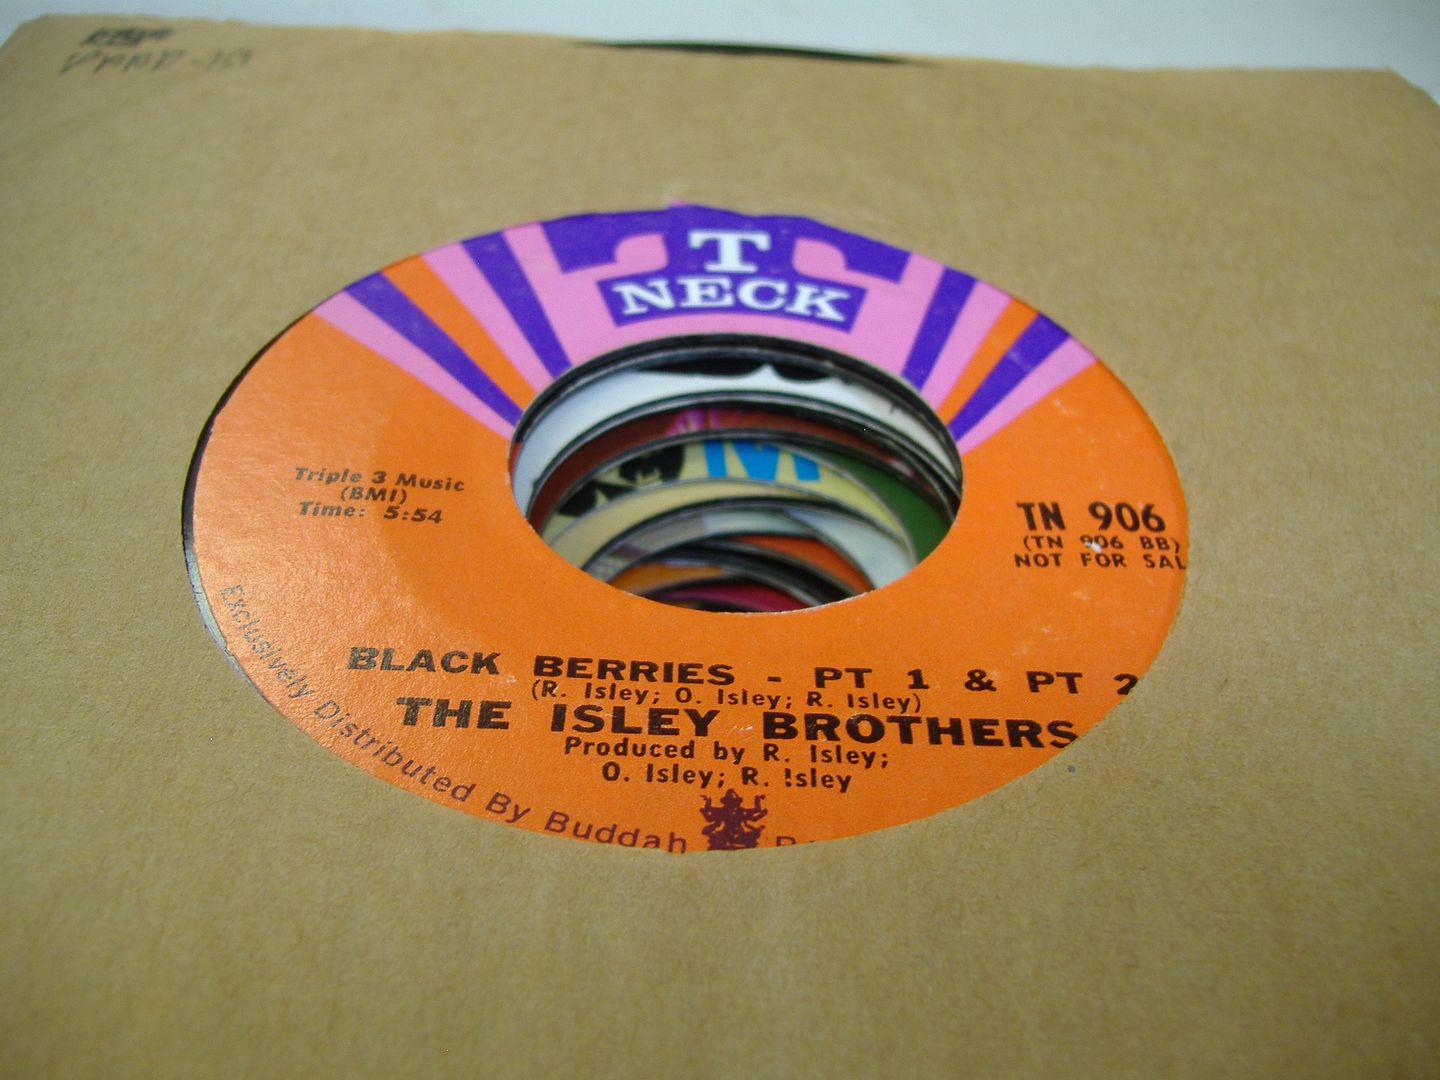 T
NECK
Triple 3 Music
(BMI)
Time: 5:54
TN 906
(TN 906 BB)
NOT FOR SAL
BLACK BERRIES - PT 1 & PT 2
(R. Isley; O. Isley; R. Isley)
THE ISLEY BROTHERS
Produced by R. Isley;
O. Isley; R. Isley
Exclusively Distributed By Buddah